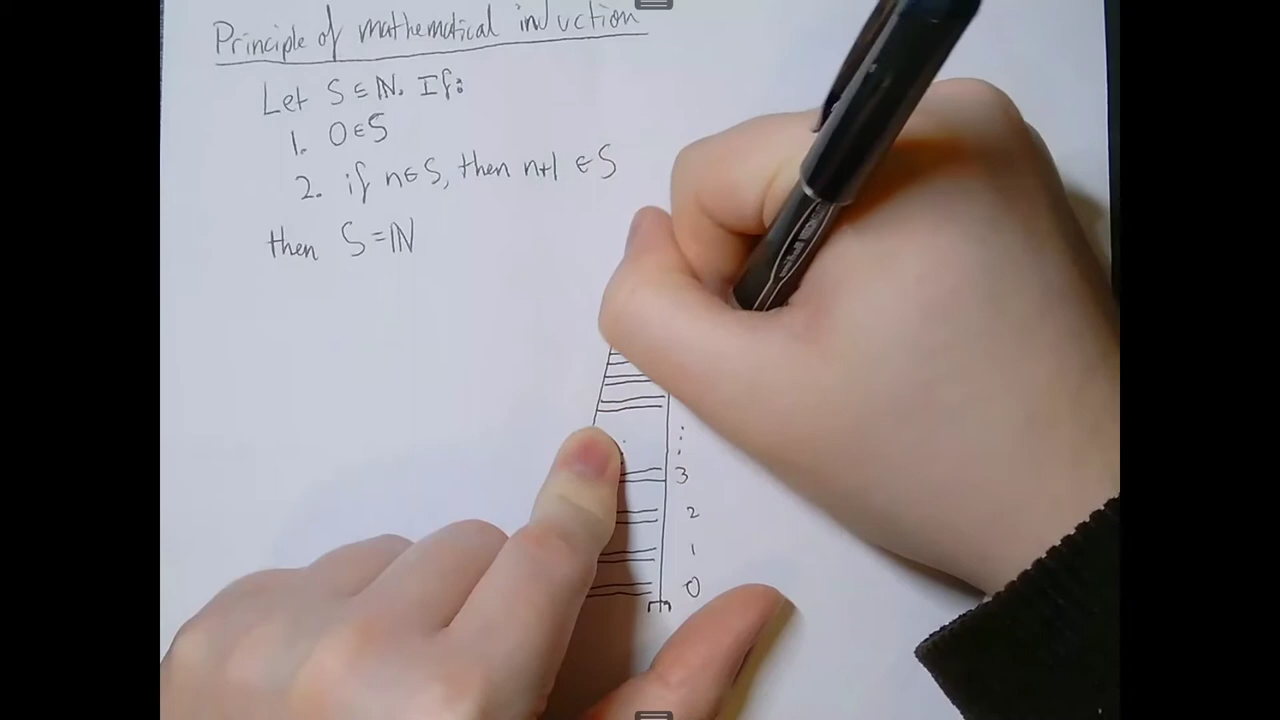 Principle of mathematical induction
Let S ⊆ ℕ. If:
1. 0 ∈ S
2. if n ∈ S, then n+1 ∈ S
then S = ℕ
⋮
3
2
1
0